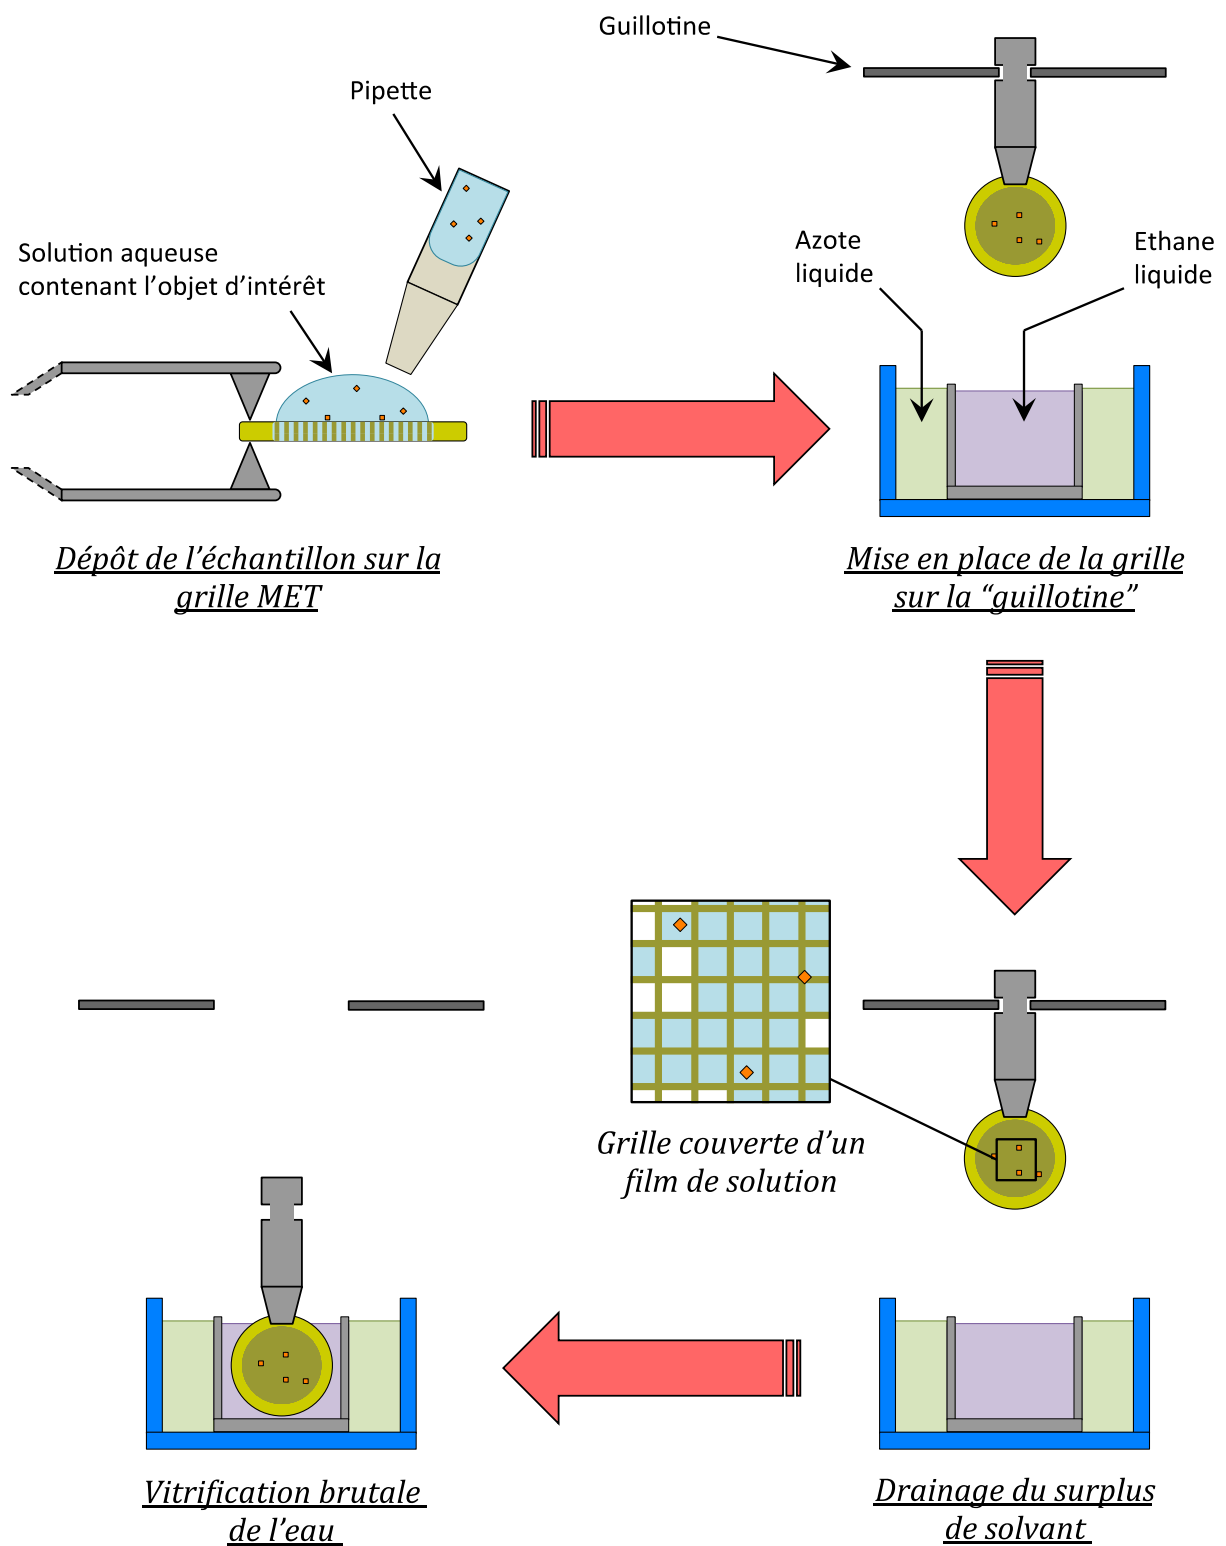 Guillotine
Pipette
Solution aqueuse
contenant l’objet d’intérêt
Azote
liquide
Ethane
liquide
Dépôt de l’échantillon sur la
grille MET
Mise en place de la grille
sur la “guillotine”
Grille couverte d’un
film de solution
Vitrification brutale
de l’eau
Drainage du surplus
de solvant